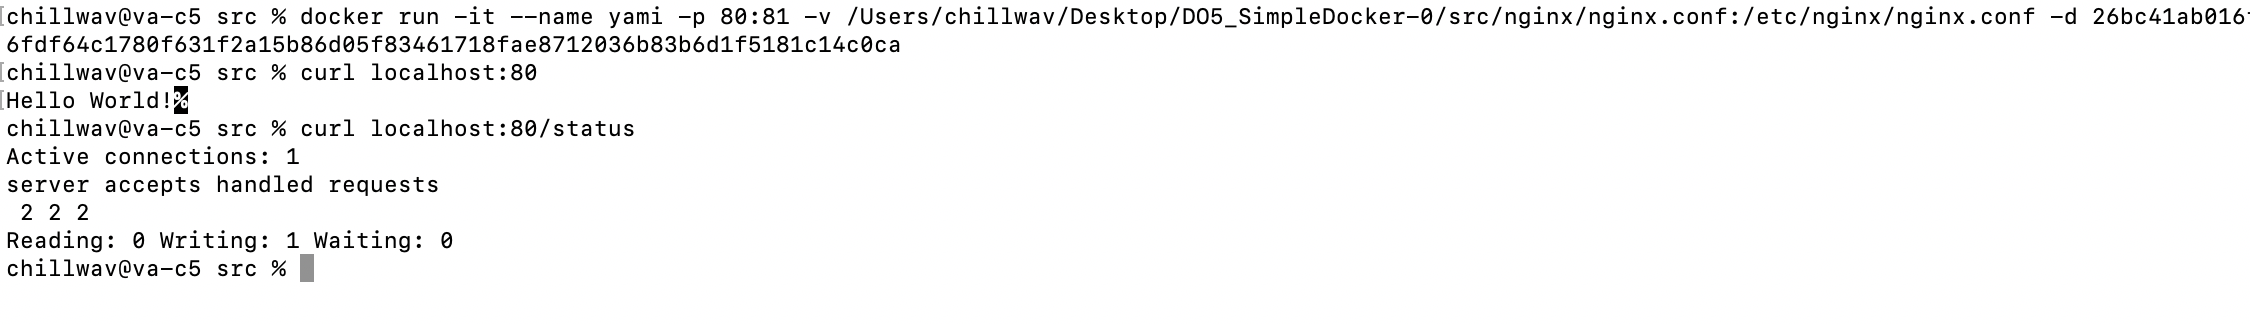 chillwav@va-c5 src % docker run -it --name yami -p 80:81 -v /Users/chillwav/Desktop/DO5_SimpleDocker-0/src/nginx/nginx.conf:/etc/nginx/nginx.conf -d 26bc41ab016
6fdf64c1780f631f2a15b86d05f83461718fae8712036b83b6d1f5181c14c0ca
chillwav@va-c5 src % curl localhost:80
Hello World!%
chillwav@va-c5 src % curl localhost:80/status
Active connections: 1
server accepts handled requests
 2 2 2
Reading: 0 Writing: 1 Waiting: 0
chillwav@va-c5 src %